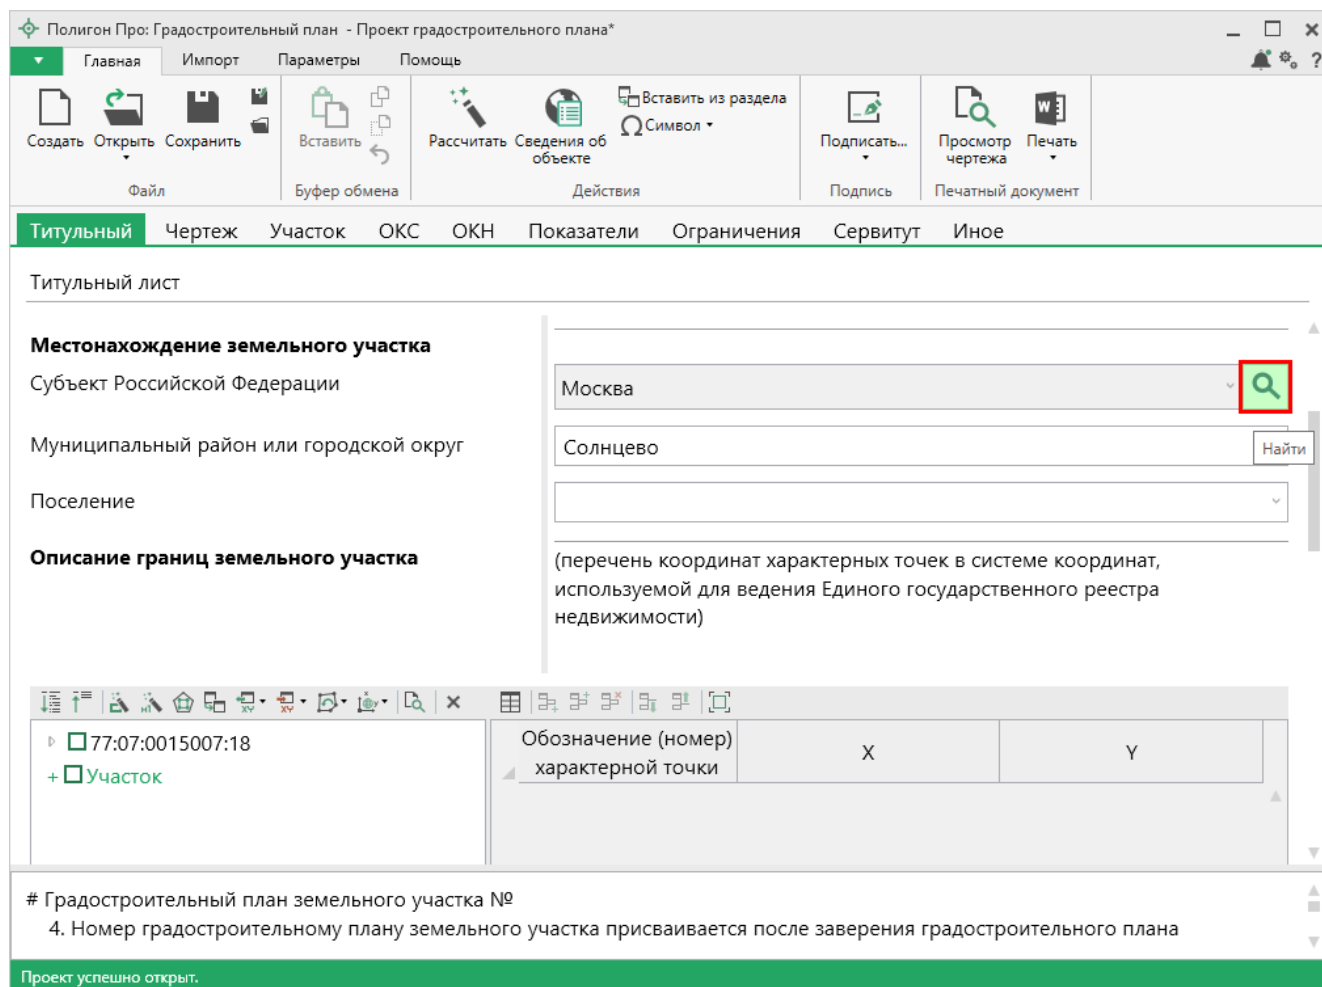 Полигон Про: Градостроительный план - Проект градостроительного плана*
Главная Импорт Параметры Помощь
?
Создать Открыть Сохранить
Файл
Вставить
Буфер обмена
Рассчитать Сведения об объекте
Вставить из раздела
Символ
Действия
Подписать...
Подпись
Просмотр чертежа
Печать
Печатный документ
Титульный Чертеж Участок ОКС ОКН Показатели Ограничения Сервитут Иное
Титульный лист
Местонахождение земельного участка
Субъект Российской Федерации
Москва
Найти
Муниципальный район или городской округ
Солнцево
Поселение
Описание границ земельного участка
(перечень координат характерных точек в системе координат,
используемой для ведения Единого государственного реестра
недвижимости)
77:07:0015007:18
+ Участок
Обозначение (номер)
характерной точки
X
Y
# Градостроительный план земельного участка №
4. Номер градостроительному плану земельного участка присваивается после заверения градостроительного плана
Проект успешно открыт.